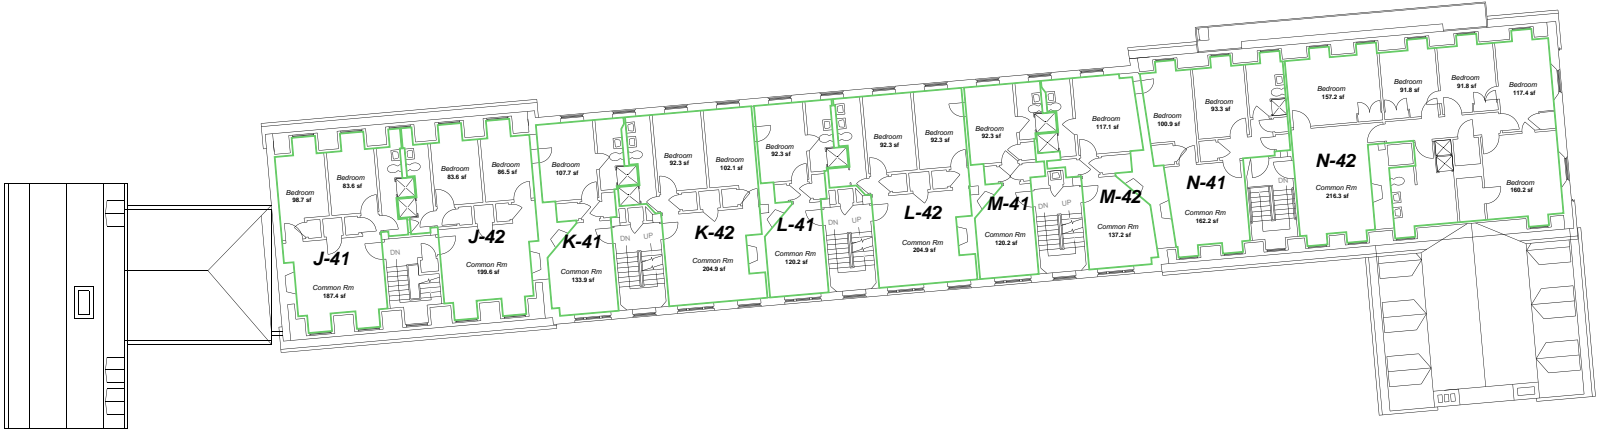 Bedroom
98.7 sf
Bedroom
83.6 sf
J-41
Common Rm
187.4 sf
DN
Bedroom
83.6 sf
Bedroom
86.5 sf
J-42
Common Rm
199.6 sf
Bedroom
107.7 sf
K-41
Common Rm
133.9 sf
DN
UP
Bedroom
92.3 sf
Bedroom
102.1 sf
K-42
Common Rm
204.9 sf
Bedroom
92.3 sf
L-41
Common Rm
120.2 sf
DN
UP
Bedroom
92.3 sf
Bedroom
92.3 sf
L-42
Common Rm
204.9 sf
Bedroom
92.3 sf
M-41
Common Rm
120.2 sf
DN
UP
Bedroom
117.1 sf
M-42
Common Rm
137.2 sf
Bedroom
100.9 sf
Bedroom
93.3 sf
N-41
Common Rm
162.2 sf
DN
Bedroom
157.2 sf
Bedroom
91.8 sf
Bedroom
91.8 sf
Bedroom
117.4 sf
N-42
Common Rm
216.3 sf
Bedroom
160.2 sf